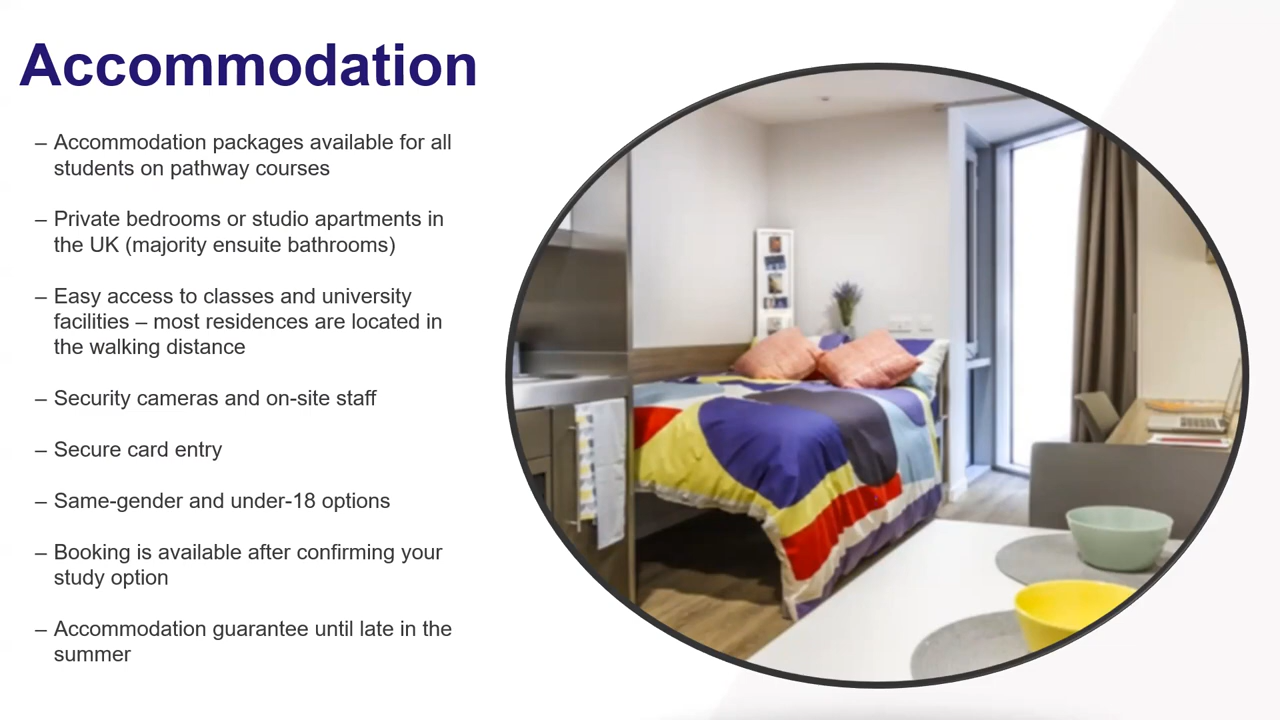 Accommodation
– Accommodation packages available for all
students on pathway courses
– Private bedrooms or studio apartments in
the UK (majority ensuite bathrooms)
– Easy access to classes and university
facilities – most residences are located in
the walking distance
– Security cameras and on-site staff
– Secure card entry
– Same-gender and under-18 options
– Booking is available after confirming your
study option
– Accommodation guarantee until late in the
summer